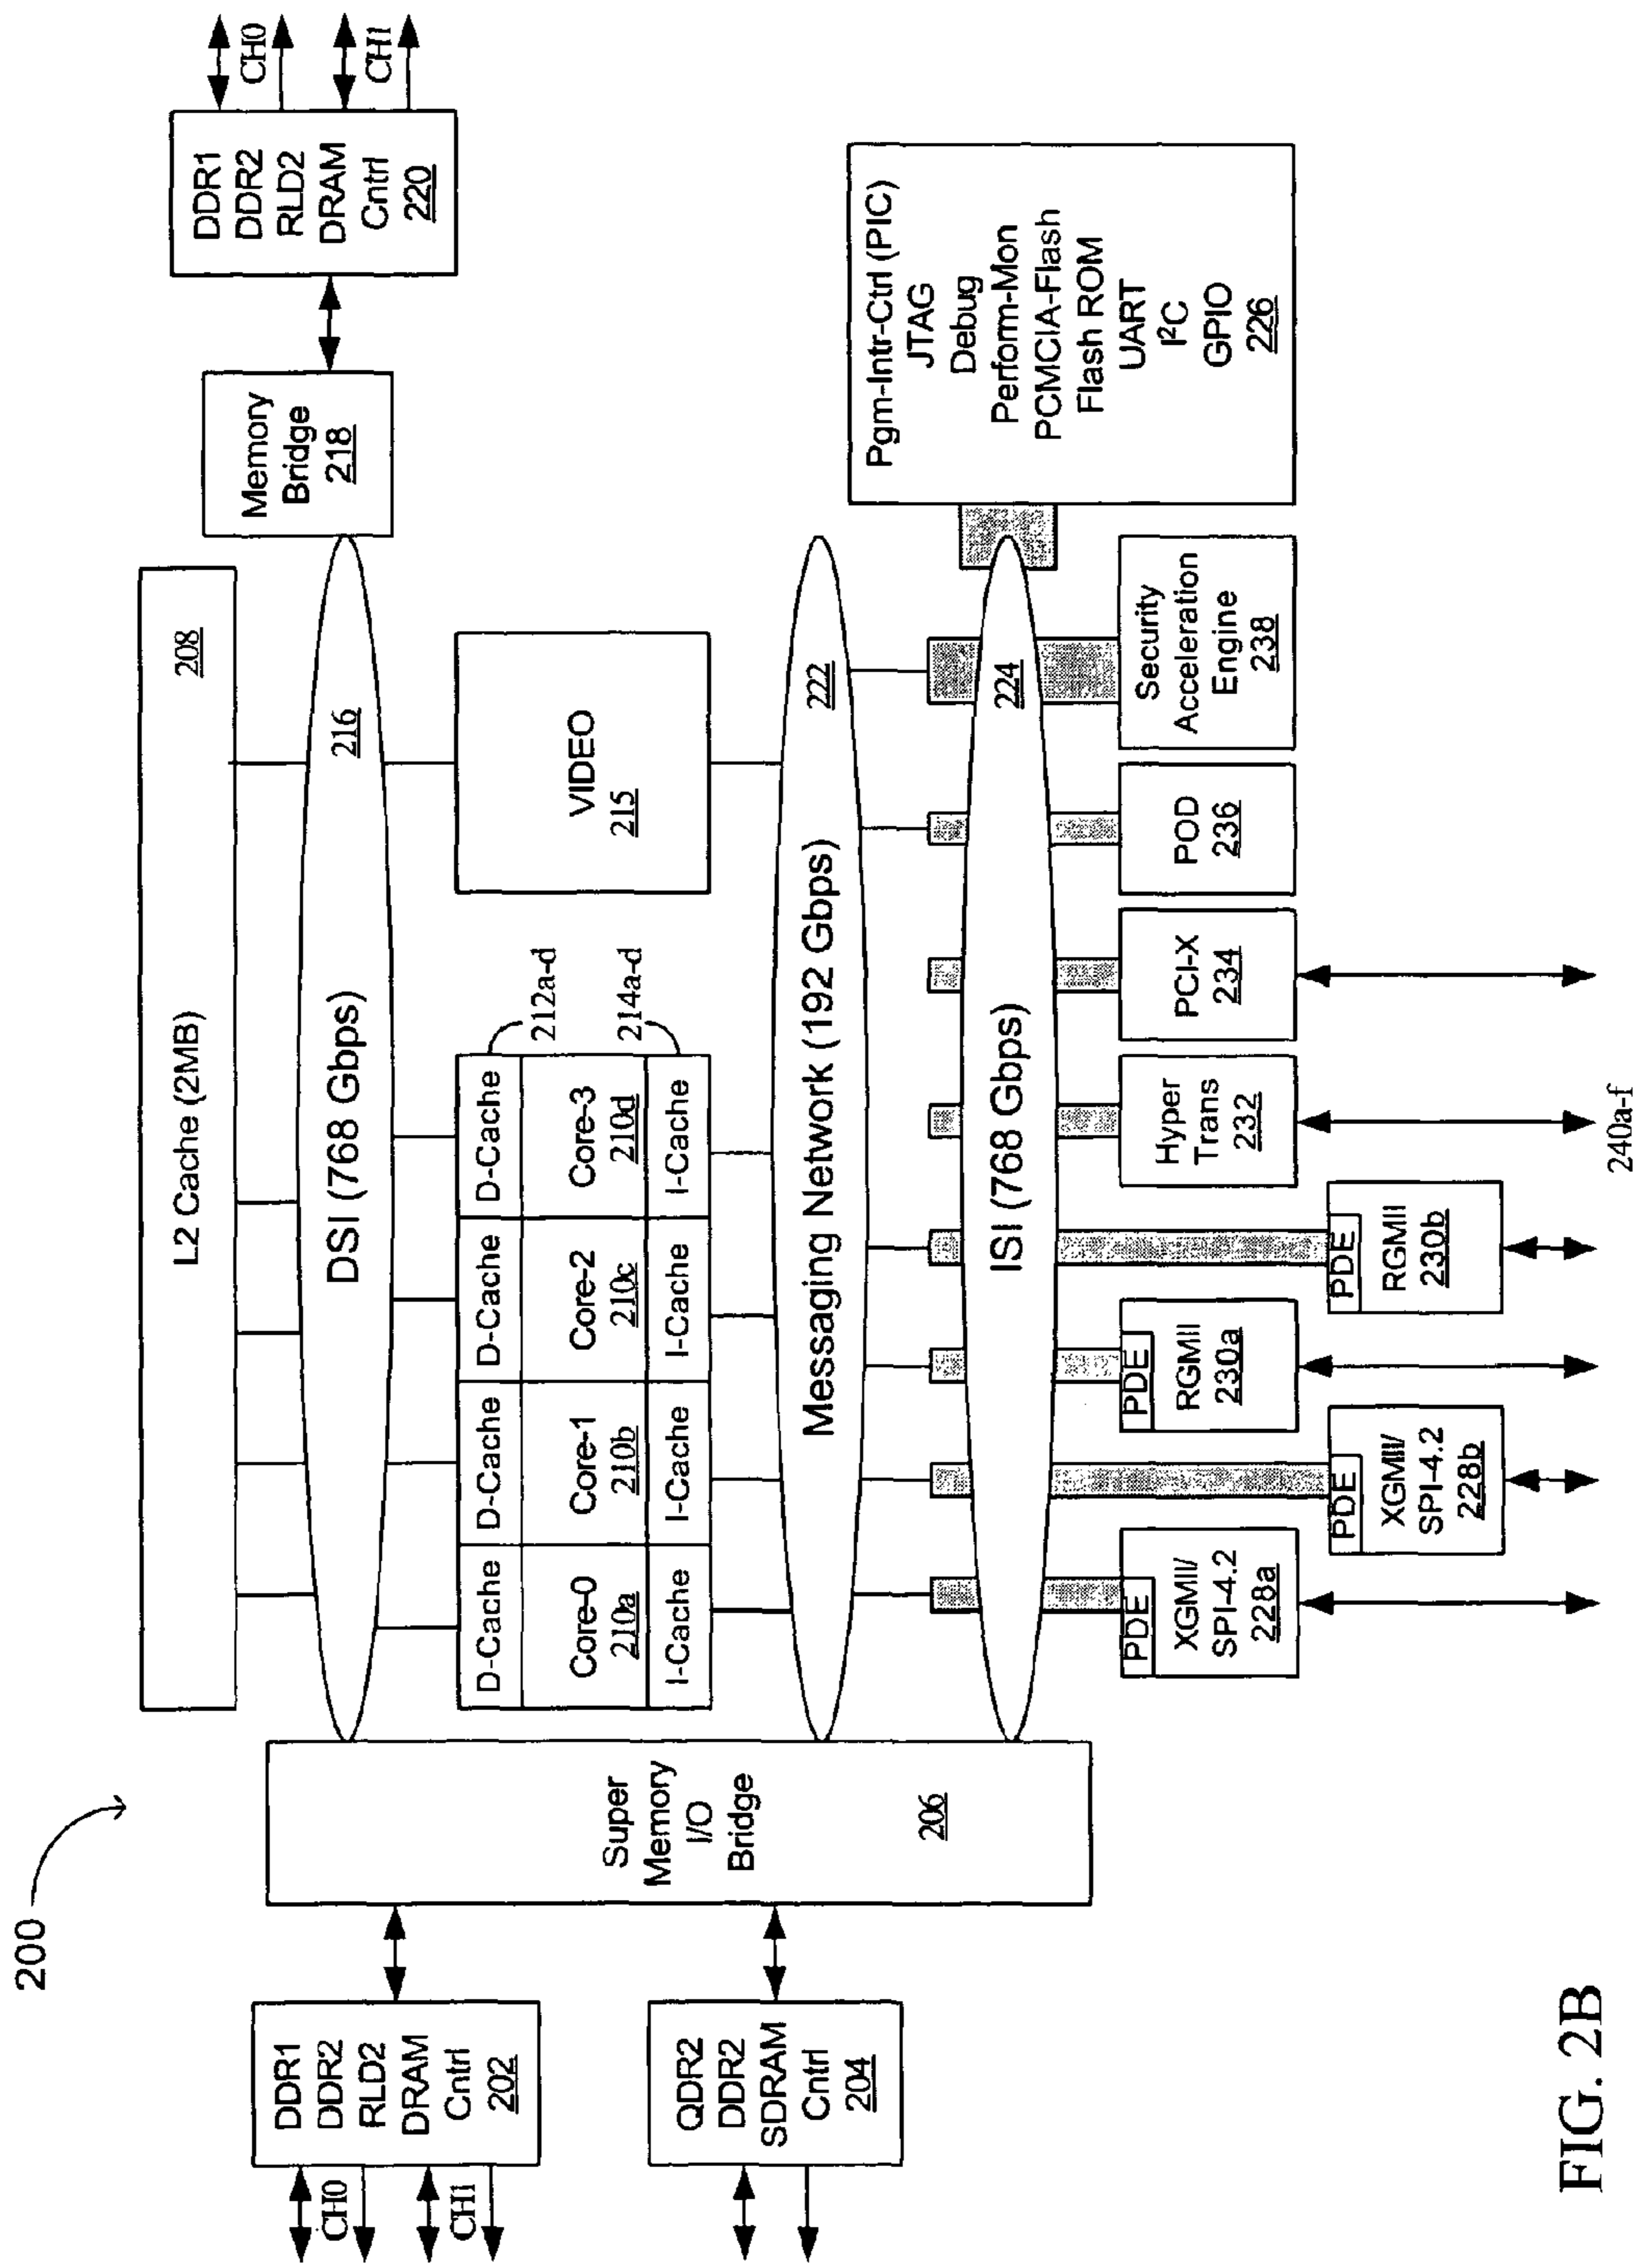 200
L2 Cache (2MB)
208
DSI (768 Gbps)
216
DDR1
DDR2
RLD2
DRAM
Cntrl
202
CH0
CH1
QDR2
DDR2
SDRAM
Cntrl
204
Super
Memory
I/O
Bridge
206
Memory
Bridge
218
DDR1
DDR2
RLD2
DRAM
Cntrl
220
CH0
CH1
D-Cache
D-Cache
D-Cache
D-Cache
212a-d
Core-0
210a
Core-1
210b
Core-2
210c
Core-3
210d
I-Cache
I-Cache
I-Cache
I-Cache
214a-d
VIDEO
215
Messaging Network (192 Gbps)
222
ISI (768 Gbps)
224
Pgm-Intr-Ctrl (PIC)
JTAG
Debug
Perform-Mon
PCMCIA-Flash
Flash ROM
UART
I²C
GPIO
226
PDE
XGMII/
SPI-4.2
228a
PDE
XGMII/
SPI-4.2
228b
PDE
RGMII
230a
PDE
RGMII
230b
Hyper
Trans
232
PCI-X
234
POD
236
Security
Acceleration
Engine
238
240a-f
FIG. 2B